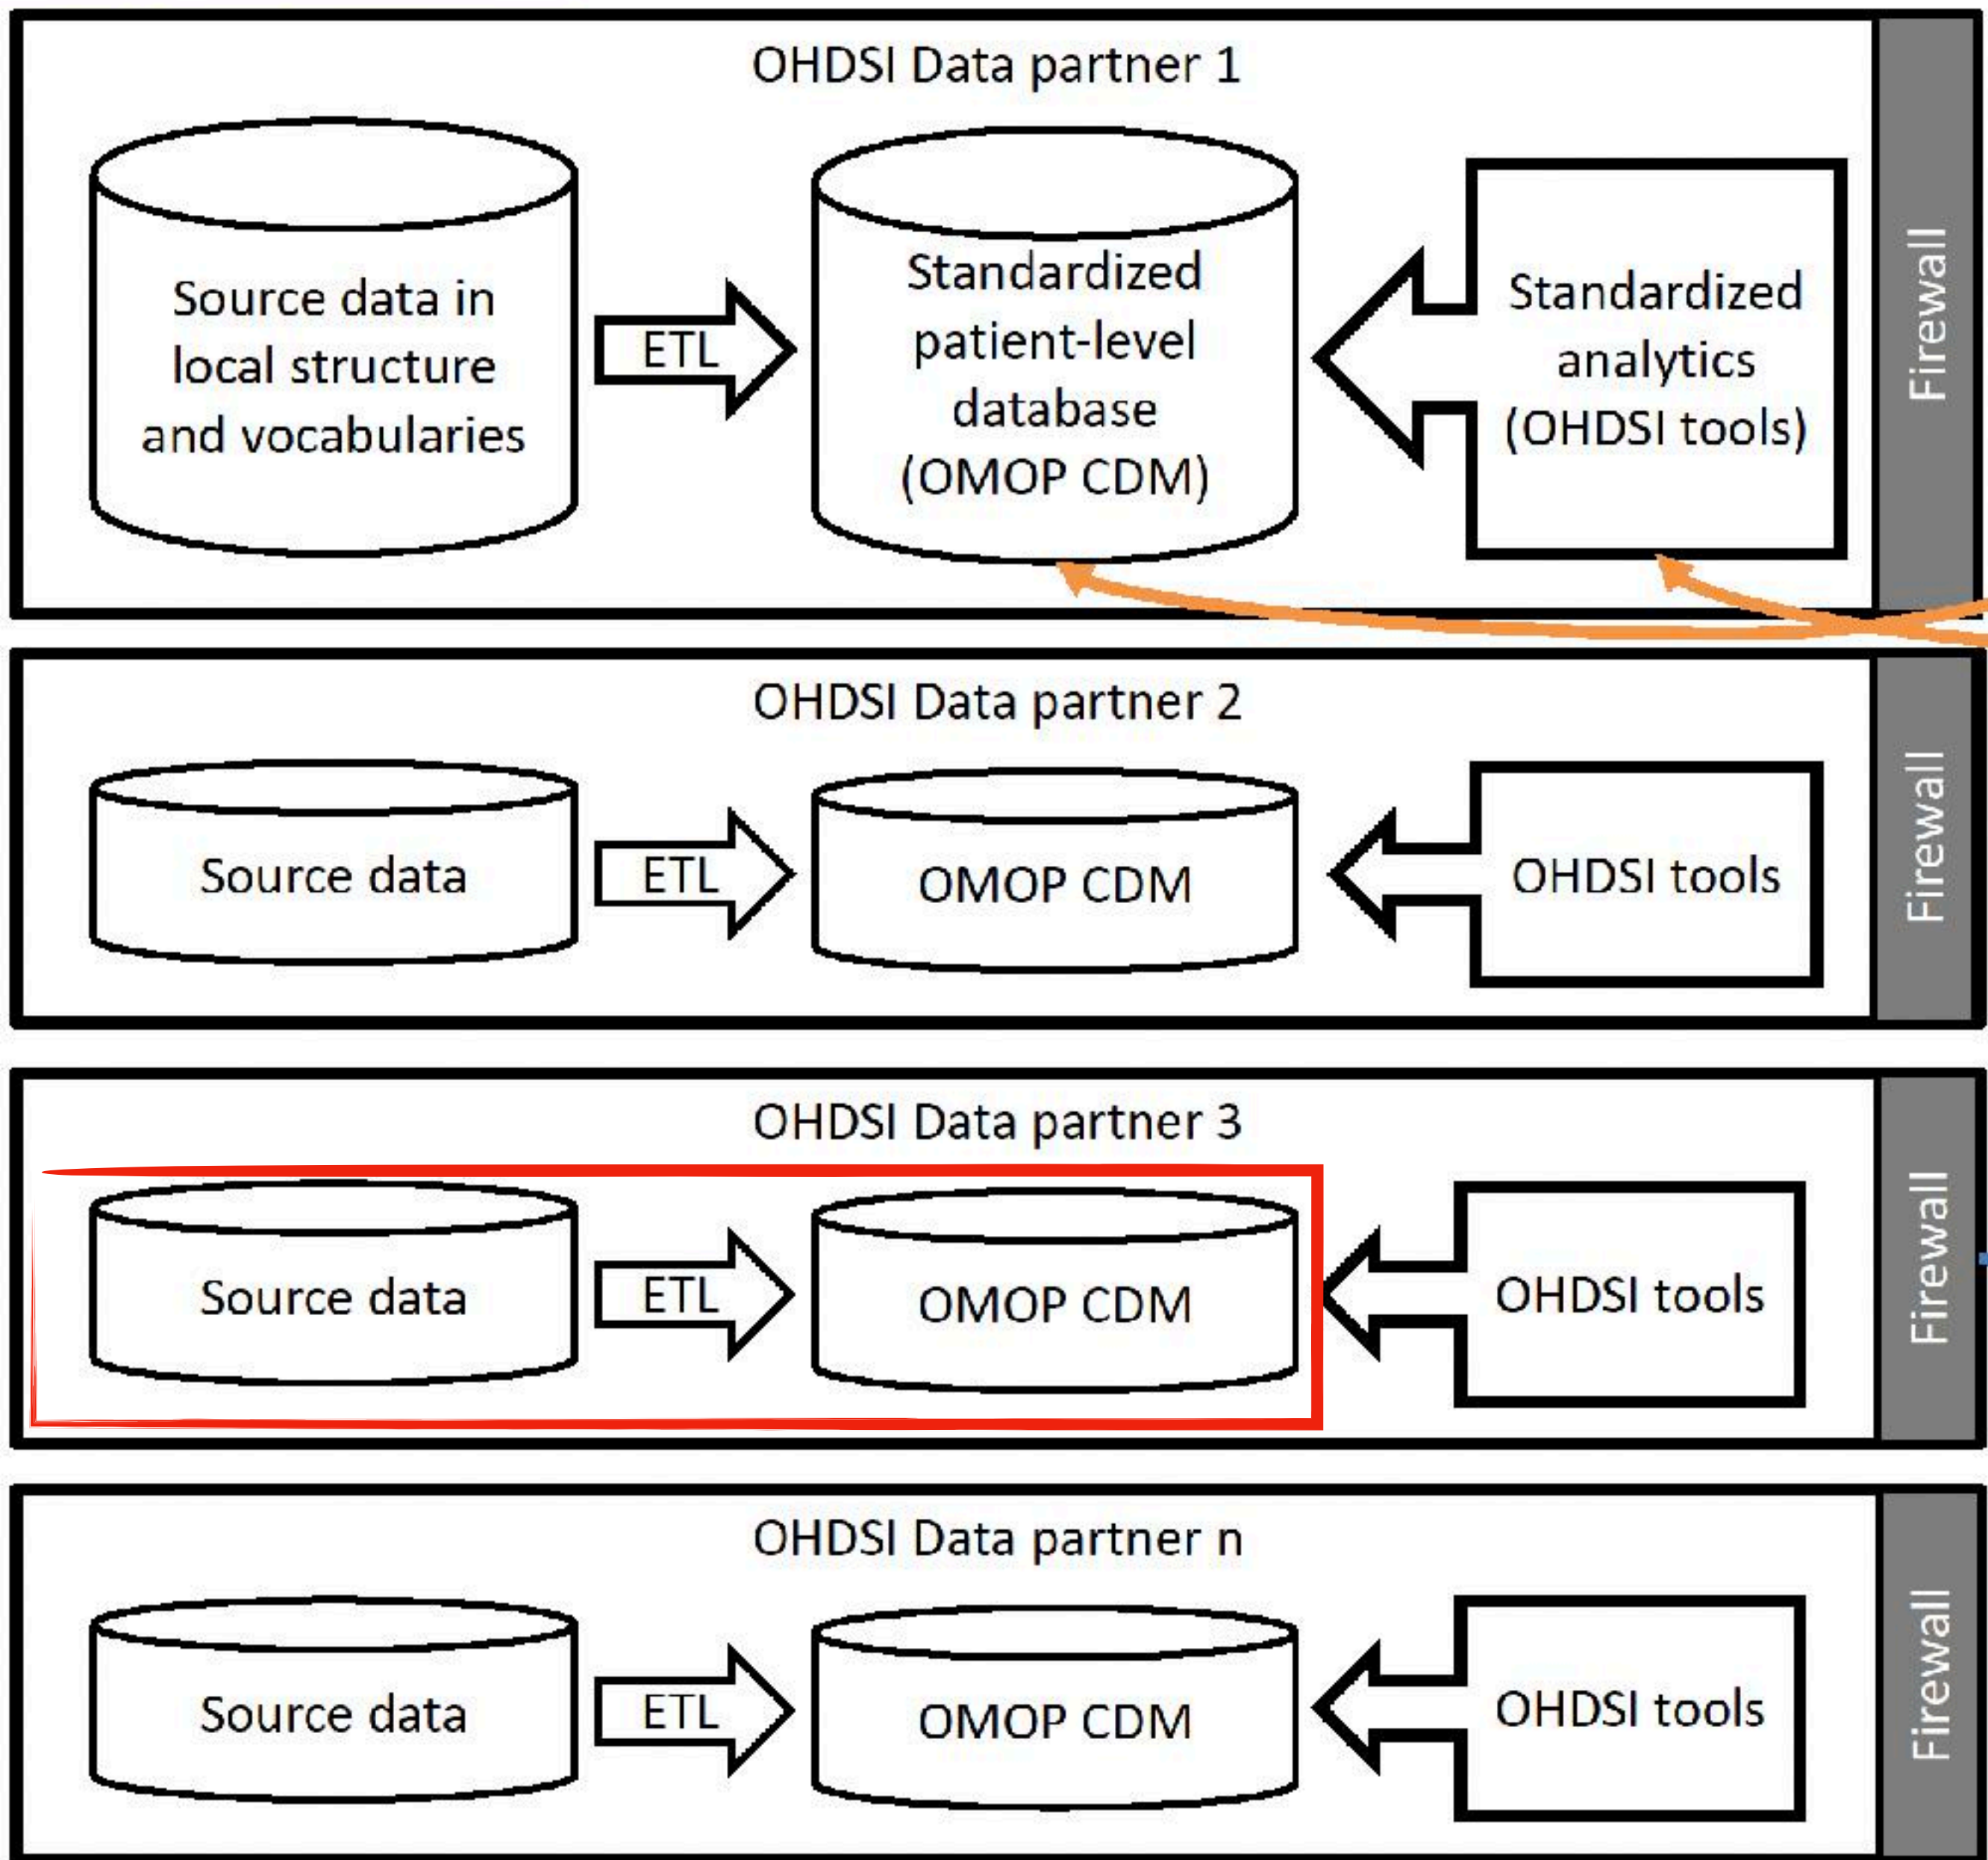 OHDSI Data partner 1
Source data in
local structure
and vocabularies
ETL
Standardized
patient-level
database
(OMOP CDM)
Standardized
analytics
(OHDSI tools)
Firewall
OHDSI Data partner 2
Source data
ETL
OMOP CDM
OHDSI tools
Firewall
OHDSI Data partner 3
Source data
ETL
OMOP CDM
OHDSI tools
Firewall
OHDSI Data partner n
Source data
ETL
OMOP CDM
OHDSI tools
Firewall